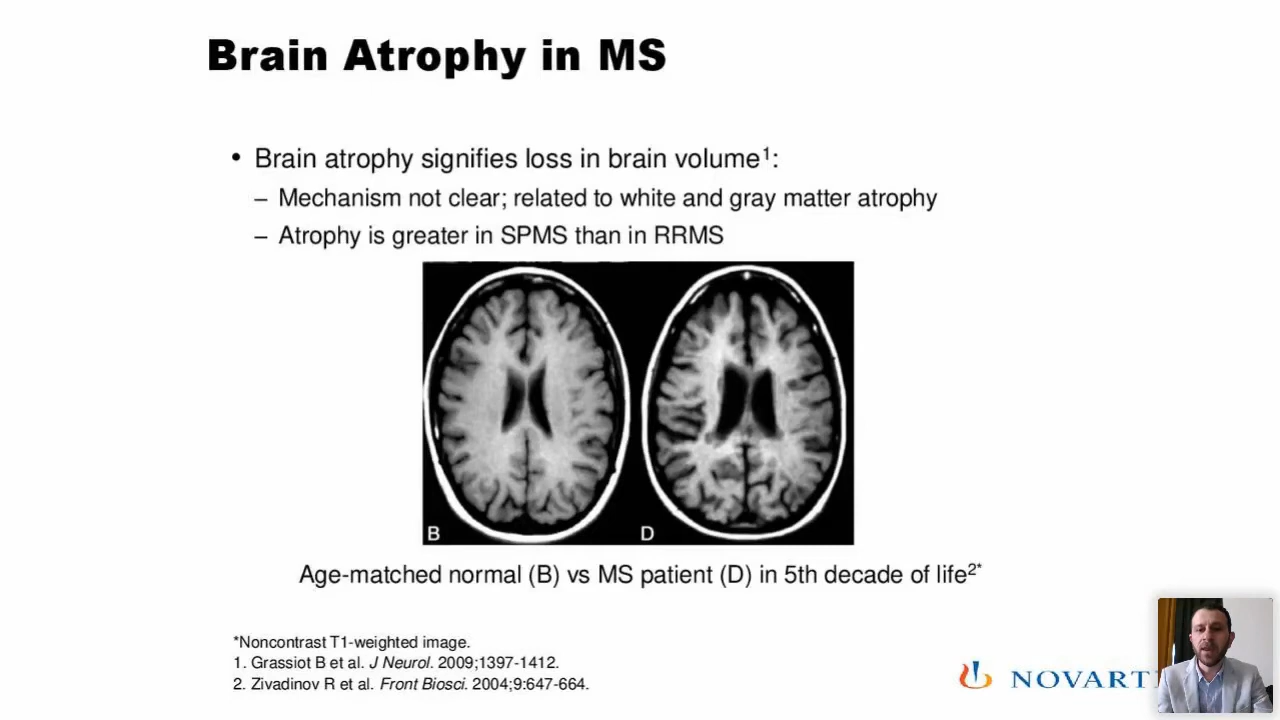 Brain Atrophy in MS
• Brain atrophy signifies loss in brain volume¹:
– Mechanism not clear; related to white and gray matter atrophy
– Atrophy is greater in SPMS than in RRMS
B
D
Age-matched normal (B) vs MS patient (D) in 5th decade of life²*
*Noncontrast T1-weighted image.
1. Grassiot B et al. J Neurol. 2009;1397-1412.
2. Zivadinov R et al. Front Biosci. 2004;9:647-664.
NOVART